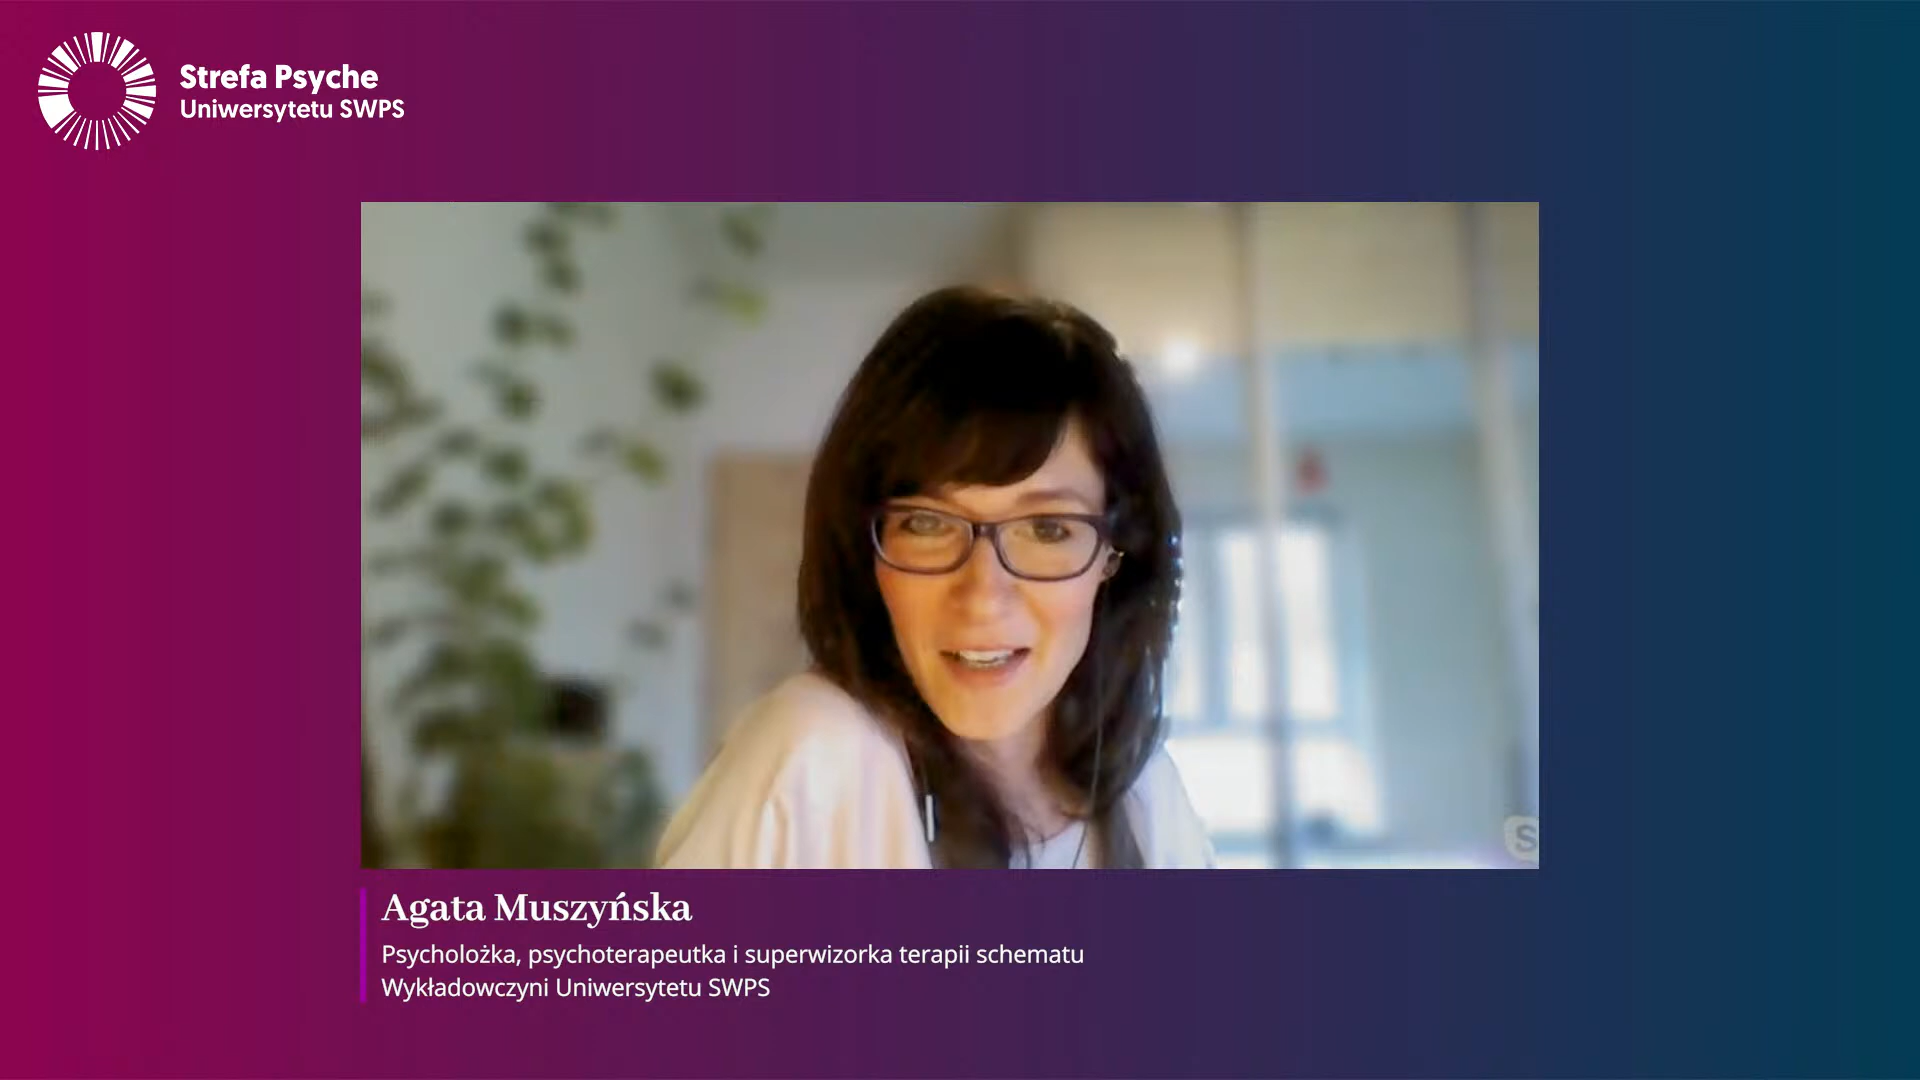 Strefa Psyche
Uniwersytetu SWPS
S
Agata Muszyńska
Psycholożka, psychoterapeutka i superwizorka terapii schematu
Wykładowczyni Uniwersytetu SWPS